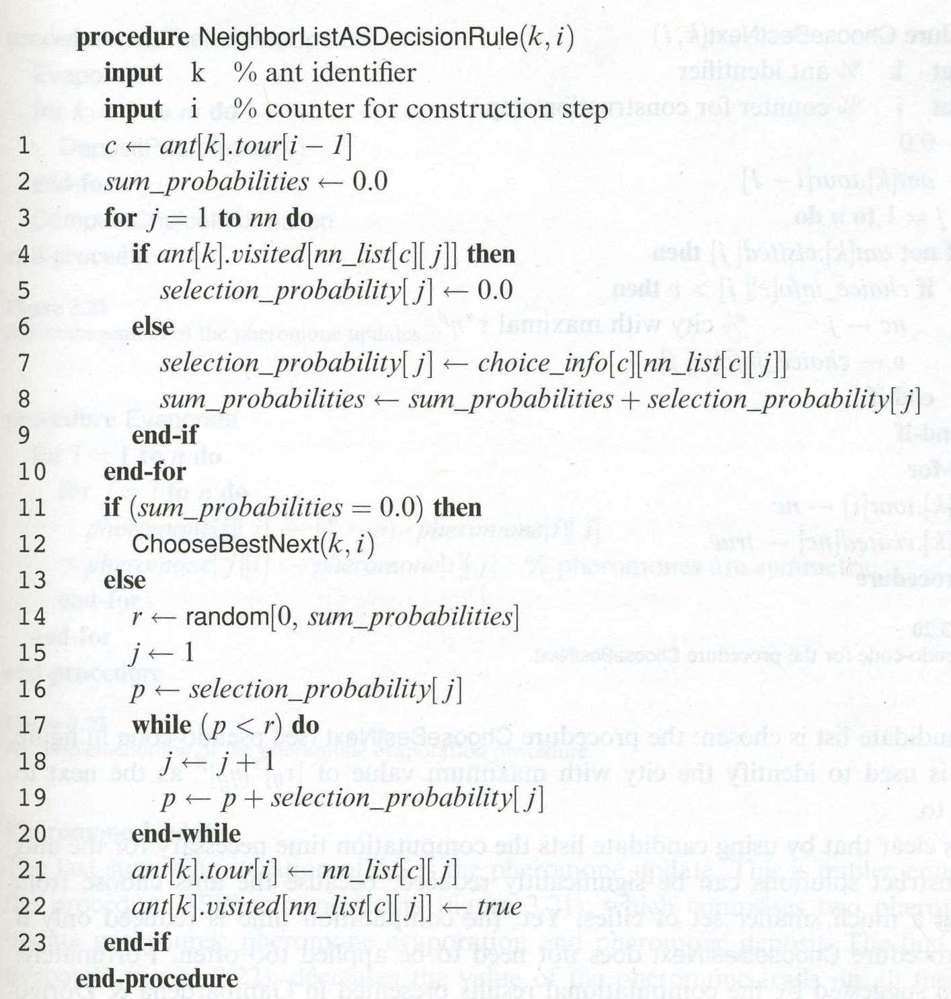 procedure NeighborListASDecisionRule(k, i)
input k % ant identifier
input i % counter for construction step
1 c ← ant[k].tour[i − 1]
2 sum_probabilities ← 0.0
3 for j = 1 to nn do
4 if ant[k].visited[nn_list[c][j]] then
5 selection_probability[j] ← 0.0
6 else
7 selection_probability[j] ← choice_info[c][nn_list[c][j]]
8 sum_probabilities ← sum_probabilities + selection_probability[j]
9 end-if
10 end-for
11 if (sum_probabilities = 0.0) then
12 ChooseBestNext(k, i)
13 else
14 r ← random[0, sum_probabilities]
15 j ← 1
16 p ← selection_probability[j]
17 while (p < r) do
18 j ← j + 1
19 p ← p + selection_probability[j]
20 end-while
21 ant[k].tour[i] ← nn_list[c][j]
22 ant[k].visited[nn_list[c][j]] ← true
23 end-if
end-procedure